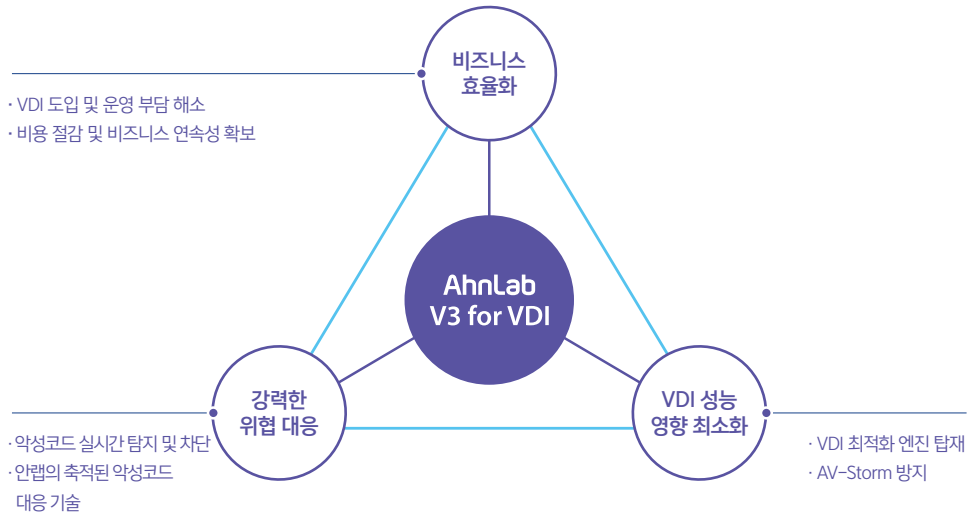 비즈니스
효율화
· VDI 도입 및 운영 부담 해소
· 비용 절감 및 비즈니스 연속성 확보
AhnLab
V3 for VDI
강력한
위협 대응
· 악성코드 실시간 탐지 및 차단
· 안랩의 축적된 악성코드
대응 기술
VDI 성능
영향 최소화
· VDI 최적화 엔진 탑재
· AV-Storm 방지